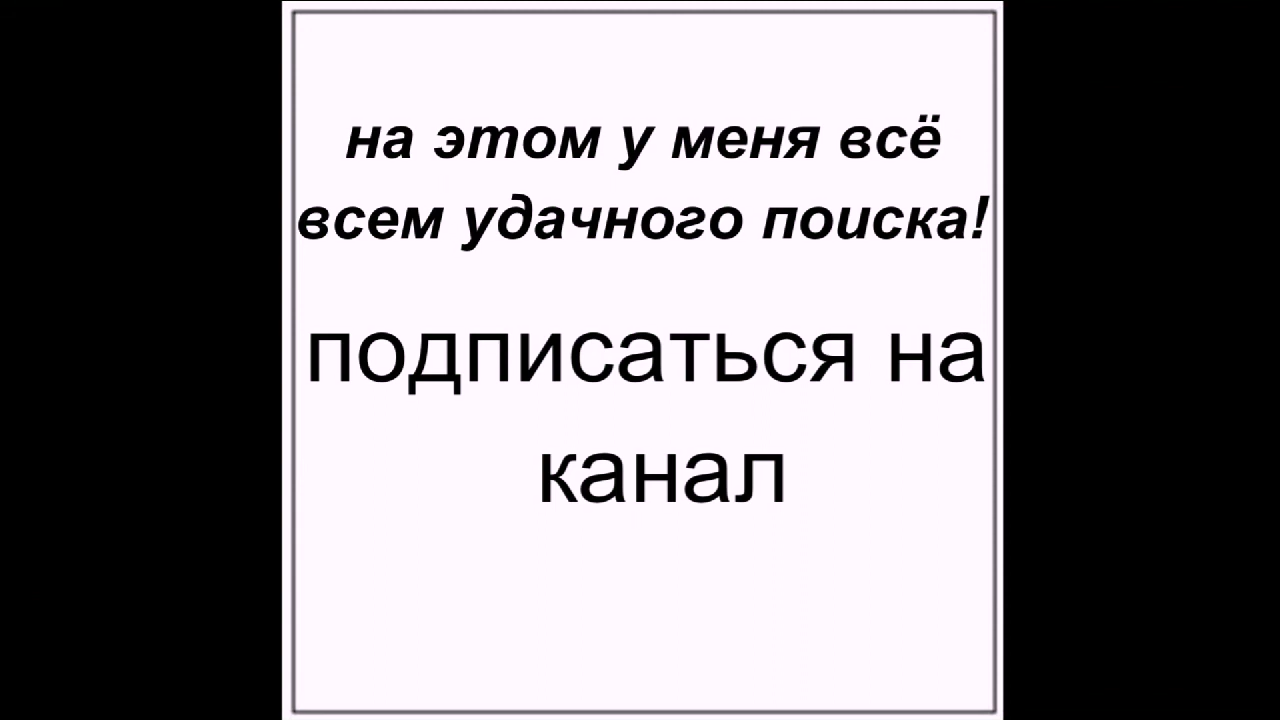 на этом у меня всё
всем удачного поиска!
подписаться на
канал